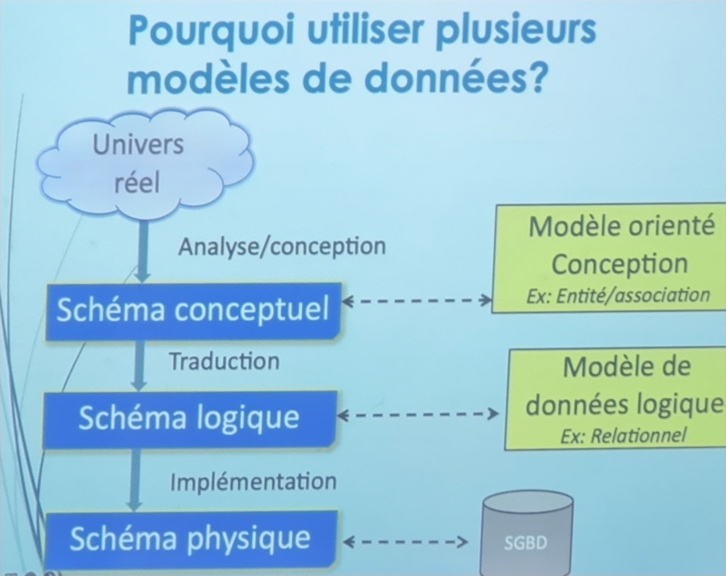 Pourquoi utiliser plusieurs
modèles de données?
Univers
réel
Analyse/conception
Modèle orienté
Conception
Ex: Entité/association
Schéma conceptuel
Traduction
Modèle de
données logique
Ex: Relationnel
Schéma logique
Implémentation
Schéma physique
SGBD